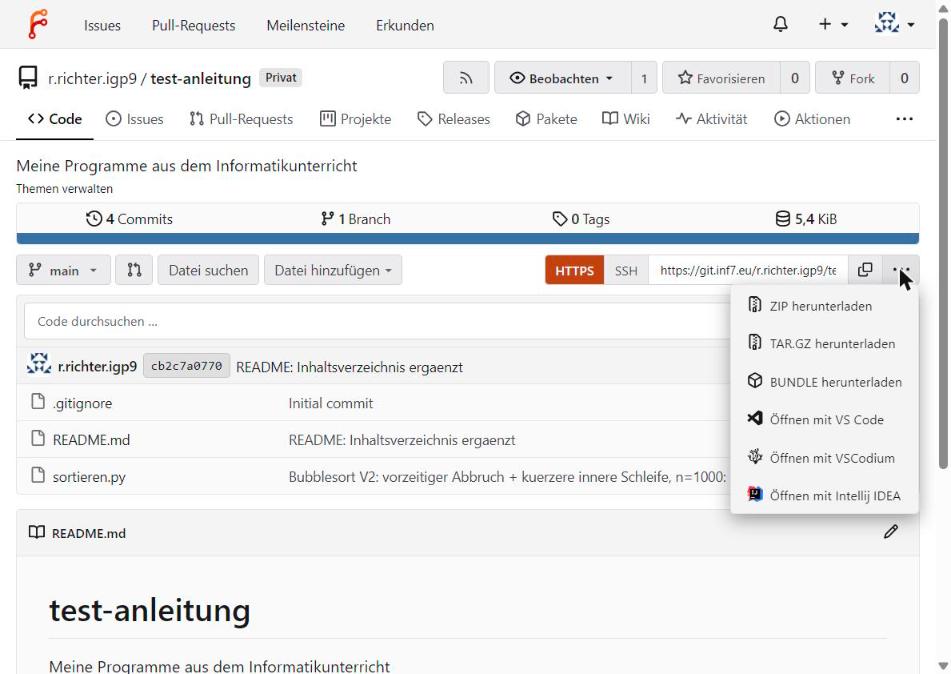 Issues Pull-Requests Meilensteine Erkunden
r.richter.igp9 / test-anleitung Privat Beobachten 1 Favorisieren 0 Fork 0
Code Issues Pull-Requests Projekte Releases Pakete Wiki Aktivität Aktionen
Meine Programme aus dem Informatikunterricht
Themen verwalten
4 Commits 1 Branch 0 Tags 5,4 KiB
main Datei suchen Datei hinzufügen HTTPS SSH https://git.inf7.eu/r.richter.igp9/te
Code durchsuchen ...
ZIP herunterladen
TAR.GZ herunterladen
BUNDLE herunterladen
Öffnen mit VS Code
Öffnen mit VSCodium
Öffnen mit Intellij IDEA
r.richter.igp9 cb2c7a0770 README: Inhaltsverzeichnis ergaenzt
.gitignore Initial commit
README.md README: Inhaltsverzeichnis ergaenzt
sortieren.py Bubblesort V2: vorzeitiger Abbruch + kuerzere innere Schleife, n=1000:
README.md
test-anleitung
Meine Programme aus dem Informatikunterricht